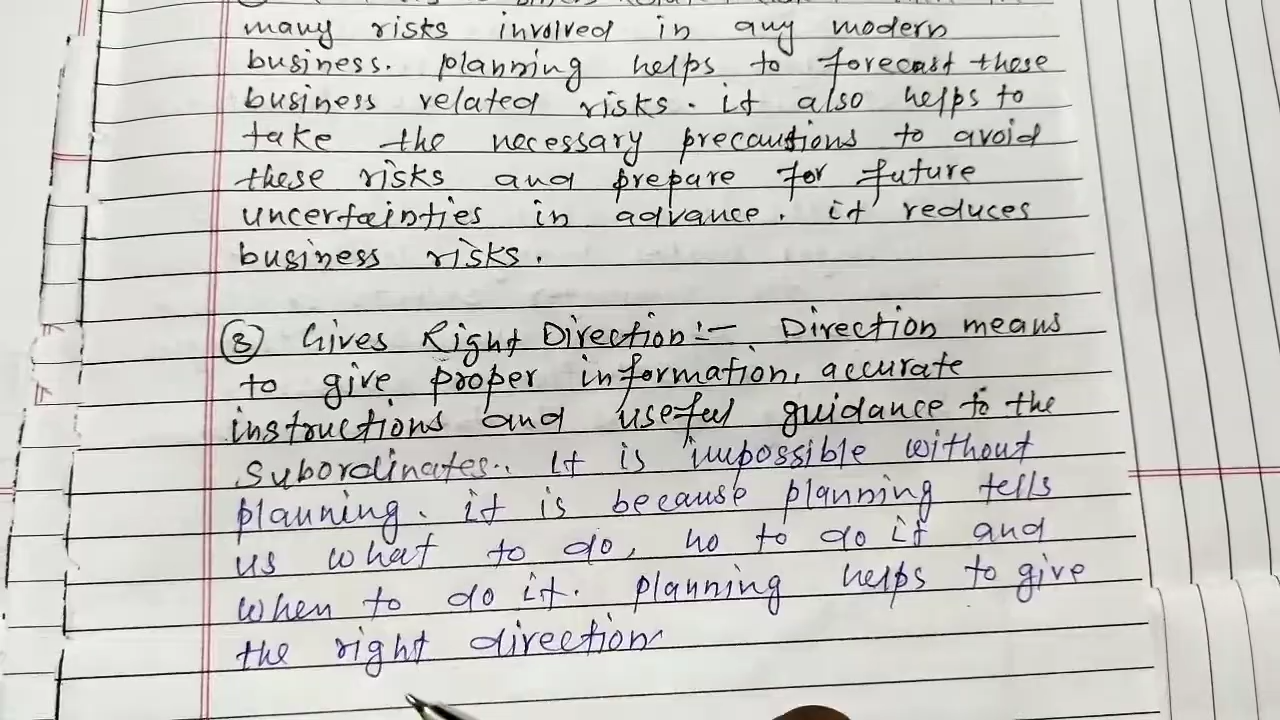 many risks involved in any modern
business. planning helps to forecast these
business related risks. it also helps to
take the necessary precautions to avoid
these risks and prepare for future
uncertainties in advance. it reduces
business risks.
③ Gives Right Direction:- Direction means
to give proper information, accurate
instructions and useful guidance to the
subordinates.. It is impossible without
planning. it is because planning tells
us what to do, ho to do it and
when to do it. planning helps to give
the right direction